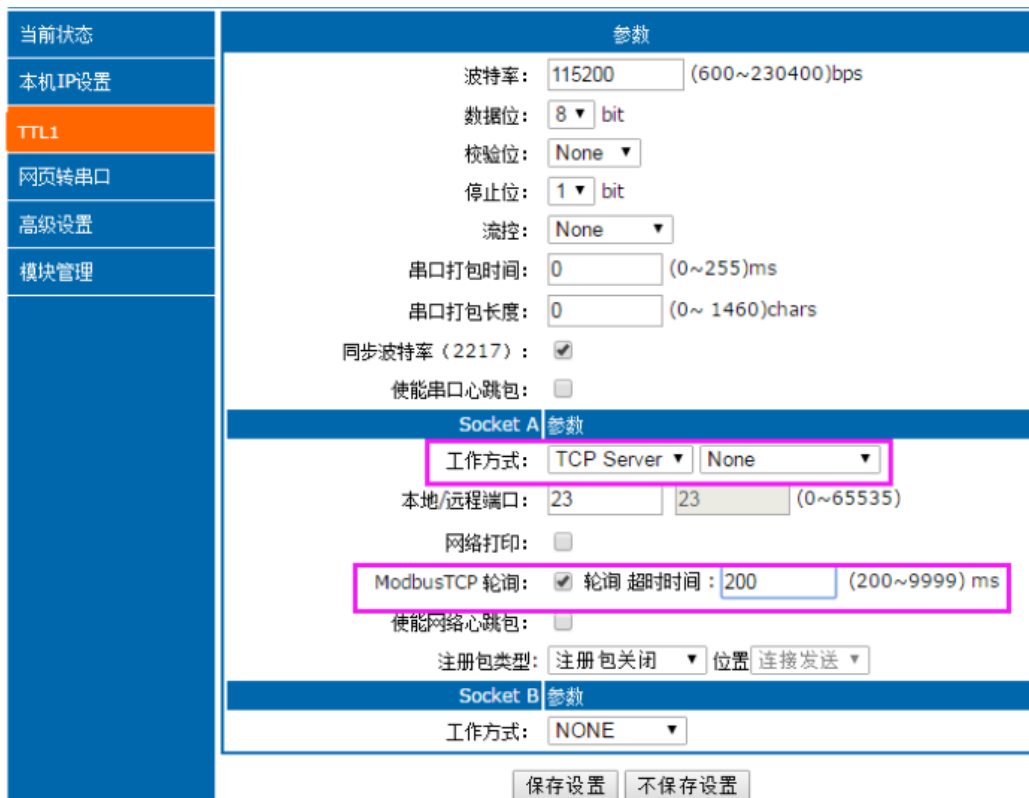 当前状态
本机IP设置
TTL1
网页转串口
高级设置
模块管理
参数
波特率: 115200 (600~230400)bps
数据位: 8 bit
校验位: None
停止位: 1 bit
流控: None
串口打包时间: 0 (0~255)ms
串口打包长度: 0 (0~ 1460)chars
同步波特率（2217）:
使能串口心跳包:
Socket A 参数
工作方式: TCP Server None
本地/远程端口: 23 23 (0~65535)
网络打印:
ModbusTCP 轮询: 轮询 超时时间 : 200 (200~9999) ms
使能网络心跳包:
注册包类型: 注册包关闭 位置 连接发送
Socket B 参数
工作方式: NONE
保存设置 不保存设置